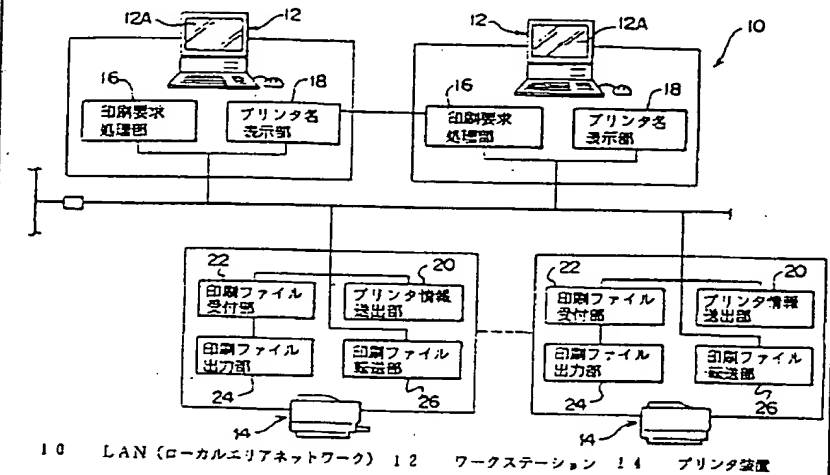 12A 12 12 12A 10
16 18 16 18
印刷要求 プリンタ名 印刷要求 プリンタ名
処理部 表示部 処理部 表示部
22 20 22 20
印刷ファイル プリンタ情報 印刷ファイル プリンタ情報
受付部 送出部 受付部 送出部
印刷ファイル 印刷ファイル 印刷ファイル 印刷ファイル
出力部 転送部 出力部 転送部
24 26 24 26
14 14
10 LAN(ローカルエリアネットワーク) 12 ワークステーション 14 プリンタ装置